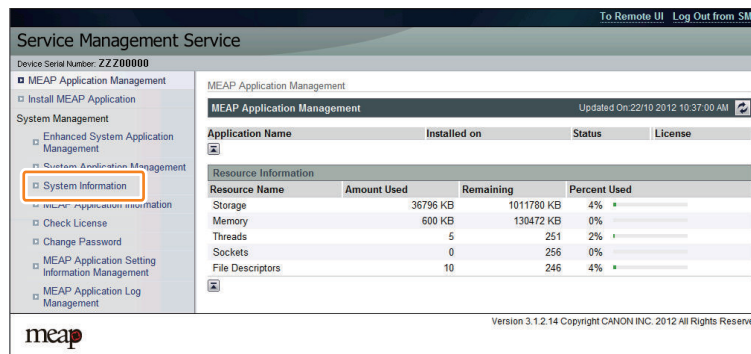 To Remote UI Log Out from SM
Service Management Service
Device Serial Number: ZZZ00000
MEAP Application Management
Install MEAP Application
System Management
Enhanced System Application
Management
System Application Management
System Information
MEAP Application Information
Check License
Change Password
MEAP Application Setting
Information Management
MEAP Application Log
Management
MEAP Application Management
MEAP Application Management Updated On:22/10 2012 10:37:00 AM
Application Name Installed on Status License
Resource Information
Resource Name Amount Used Remaining Percent Used
Storage 36796 KB 1011780 KB 4%
Memory 600 KB 130472 KB 0%
Threads 5 251 2%
Sockets 0 256 0%
File Descriptors 10 246 4%
Version 3.1.2.14 Copyright CANON INC. 2012 All Rights Reserve
meap